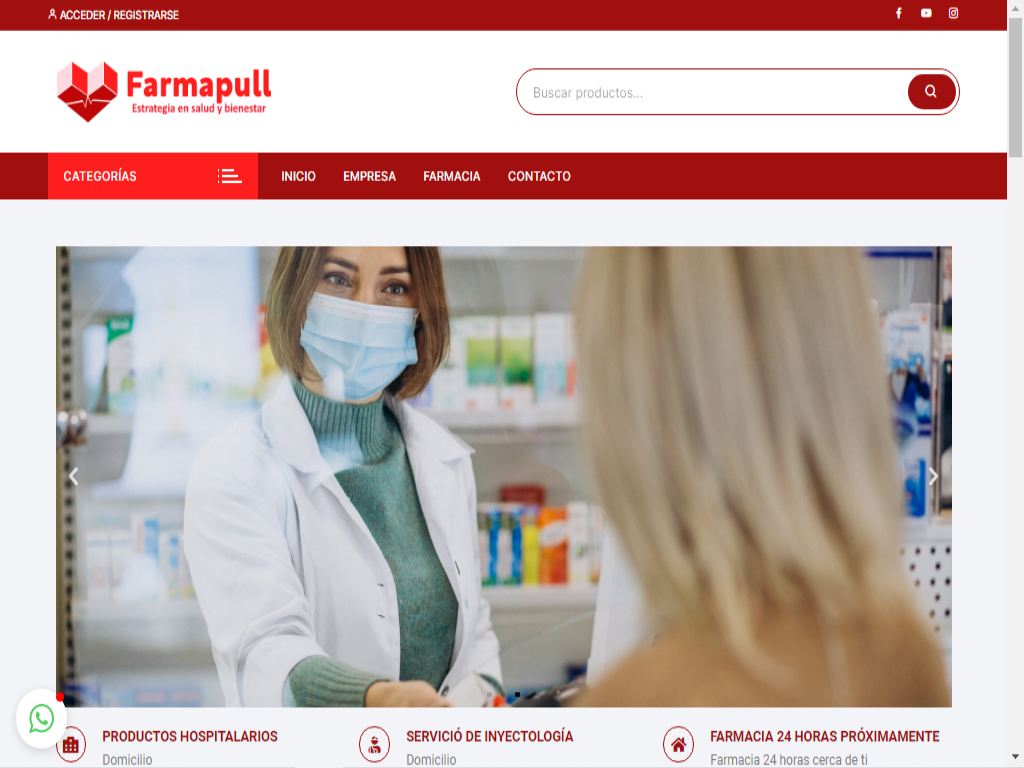 ACCEDER / REGISTRARSE
Farmapull
Estrategia en salud y bienestar
Buscar productos...
CATEGORÍAS
INICIO
EMPRESA
FARMACIA
CONTACTO
PRODUCTOS HOSPITALARIOS
Domicilio
SERVICIÓ DE INYECTOLOGÍA
Domicilio
FARMACIA 24 HORAS PRÓXIMAMENTE
Farmacia 24 horas cerca de ti